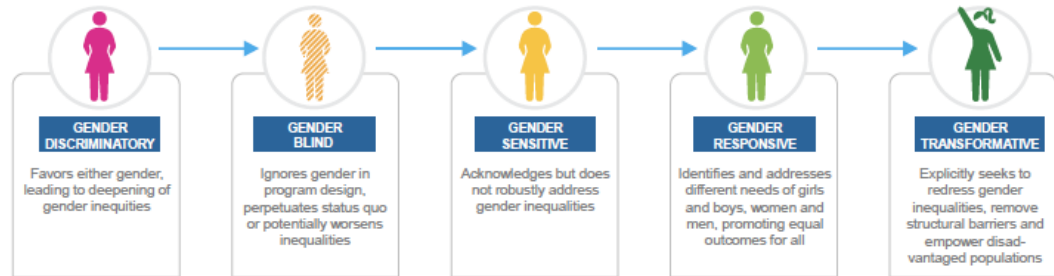 GENDER
DISCRIMINATORY
Favors either gender,
leading to deepening of
gender inequities
GENDER
BLIND
Ignores gender in
program design,
perpetuates status quo
or potentially worsens
inequalities
GENDER
SENSITIVE
Acknowledges but does
not robustly address
gender inequalities
GENDER
RESPONSIVE
Identifies and addresses
different needs of girls
and boys, women and
men, promoting equal
outcomes for all
GENDER
TRANSFORMATIVE
Explicitly seeks to
redress gender
inequalities, remove
structural barriers and
empower disad-
vantaged populations